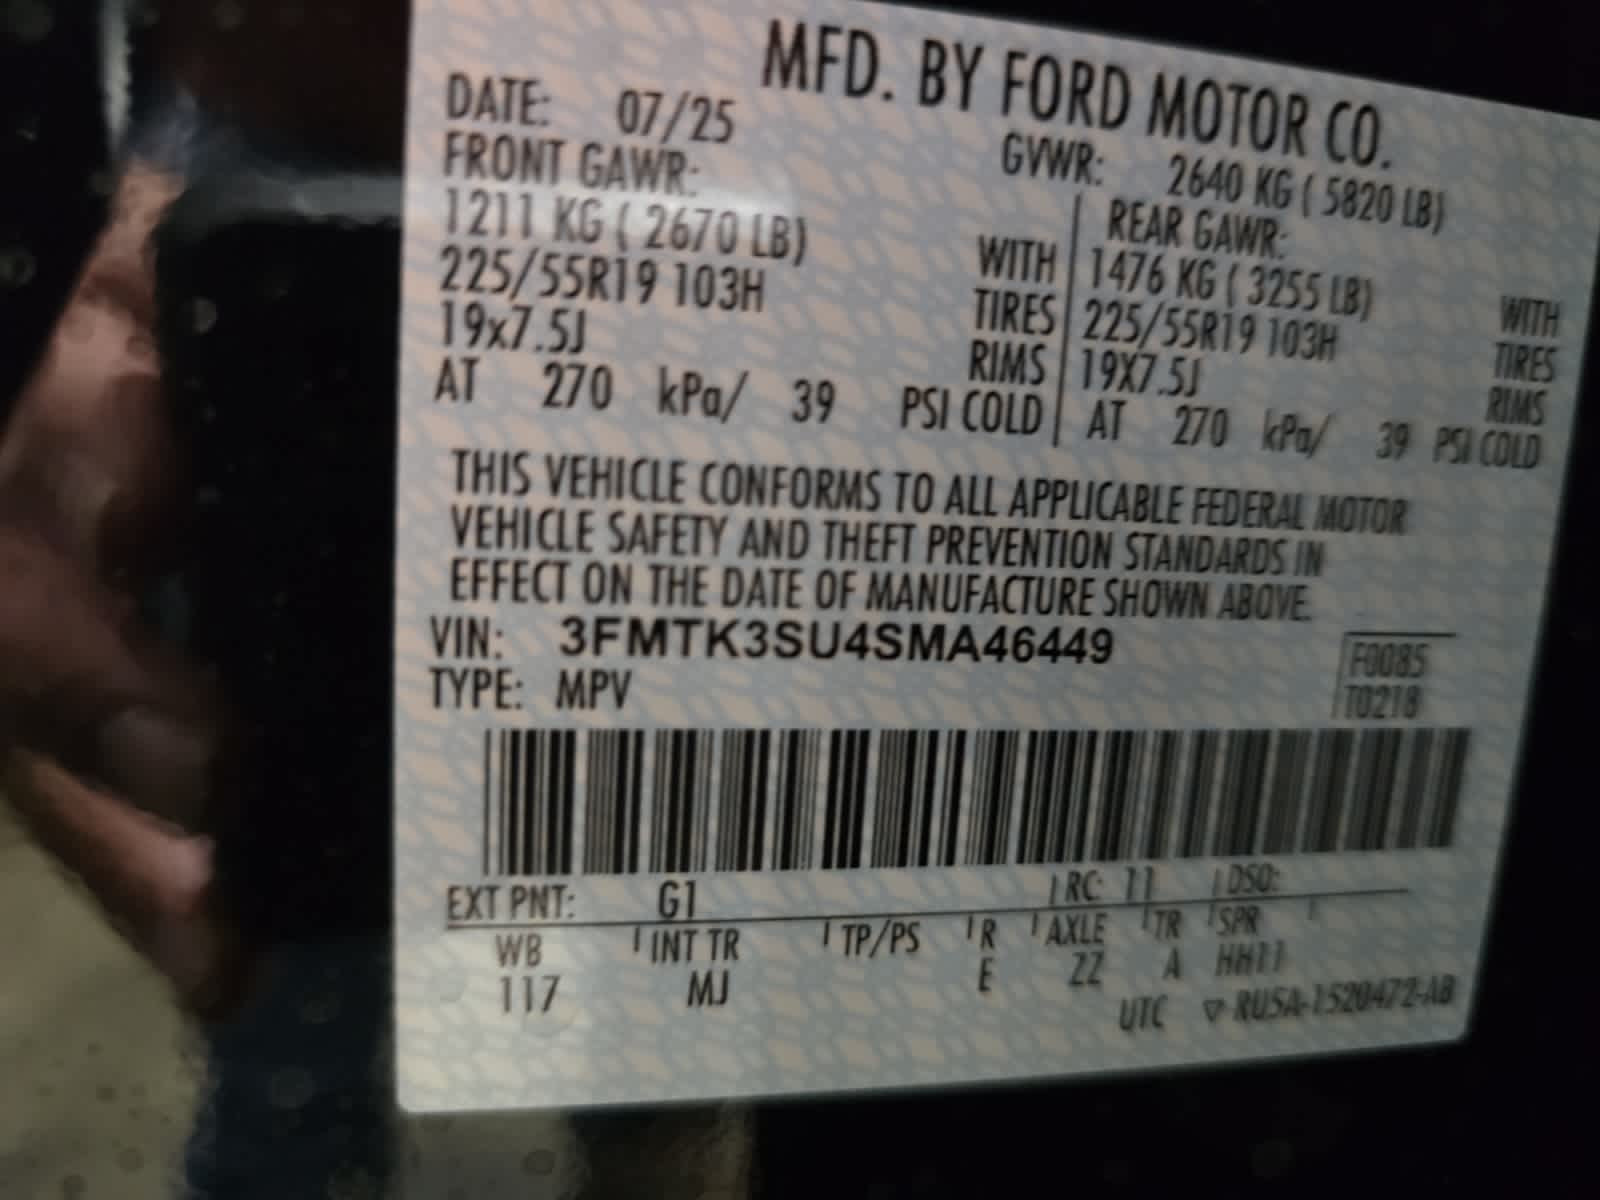 MFD. BY FORD MOTOR CO.
DATE: 07/25
GVWR: 2640 KG ( 5820 LB)
FRONT GAWR:
1211 KG ( 2670 LB) WITH
225/55R19 103H TIRES
19x7.5J RIMS
AT 270 kPa/ 39 PSI COLD
REAR GAWR:
1476 KG ( 3255 LB) WITH
225/55R19 103H TIRES
19X7.5J RIMS
AT 270 kPa/ 39 PSI COLD
THIS VEHICLE CONFORMS TO ALL APPLICABLE FEDERAL MOTOR
VEHICLE SAFETY AND THEFT PREVENTION STANDARDS IN
EFFECT ON THE DATE OF MANUFACTURE SHOWN ABOVE.
VIN: 3FMTK3SU4SMA46449
TYPE: MPV
F0085
T0218
EXT PNT: G1 RC: 11 DSO:
WB INT TR TP/PS R AXLE TR SPR
117 MJ E ZZ A HH11
UTC ▽ RUSA-1520472-AB